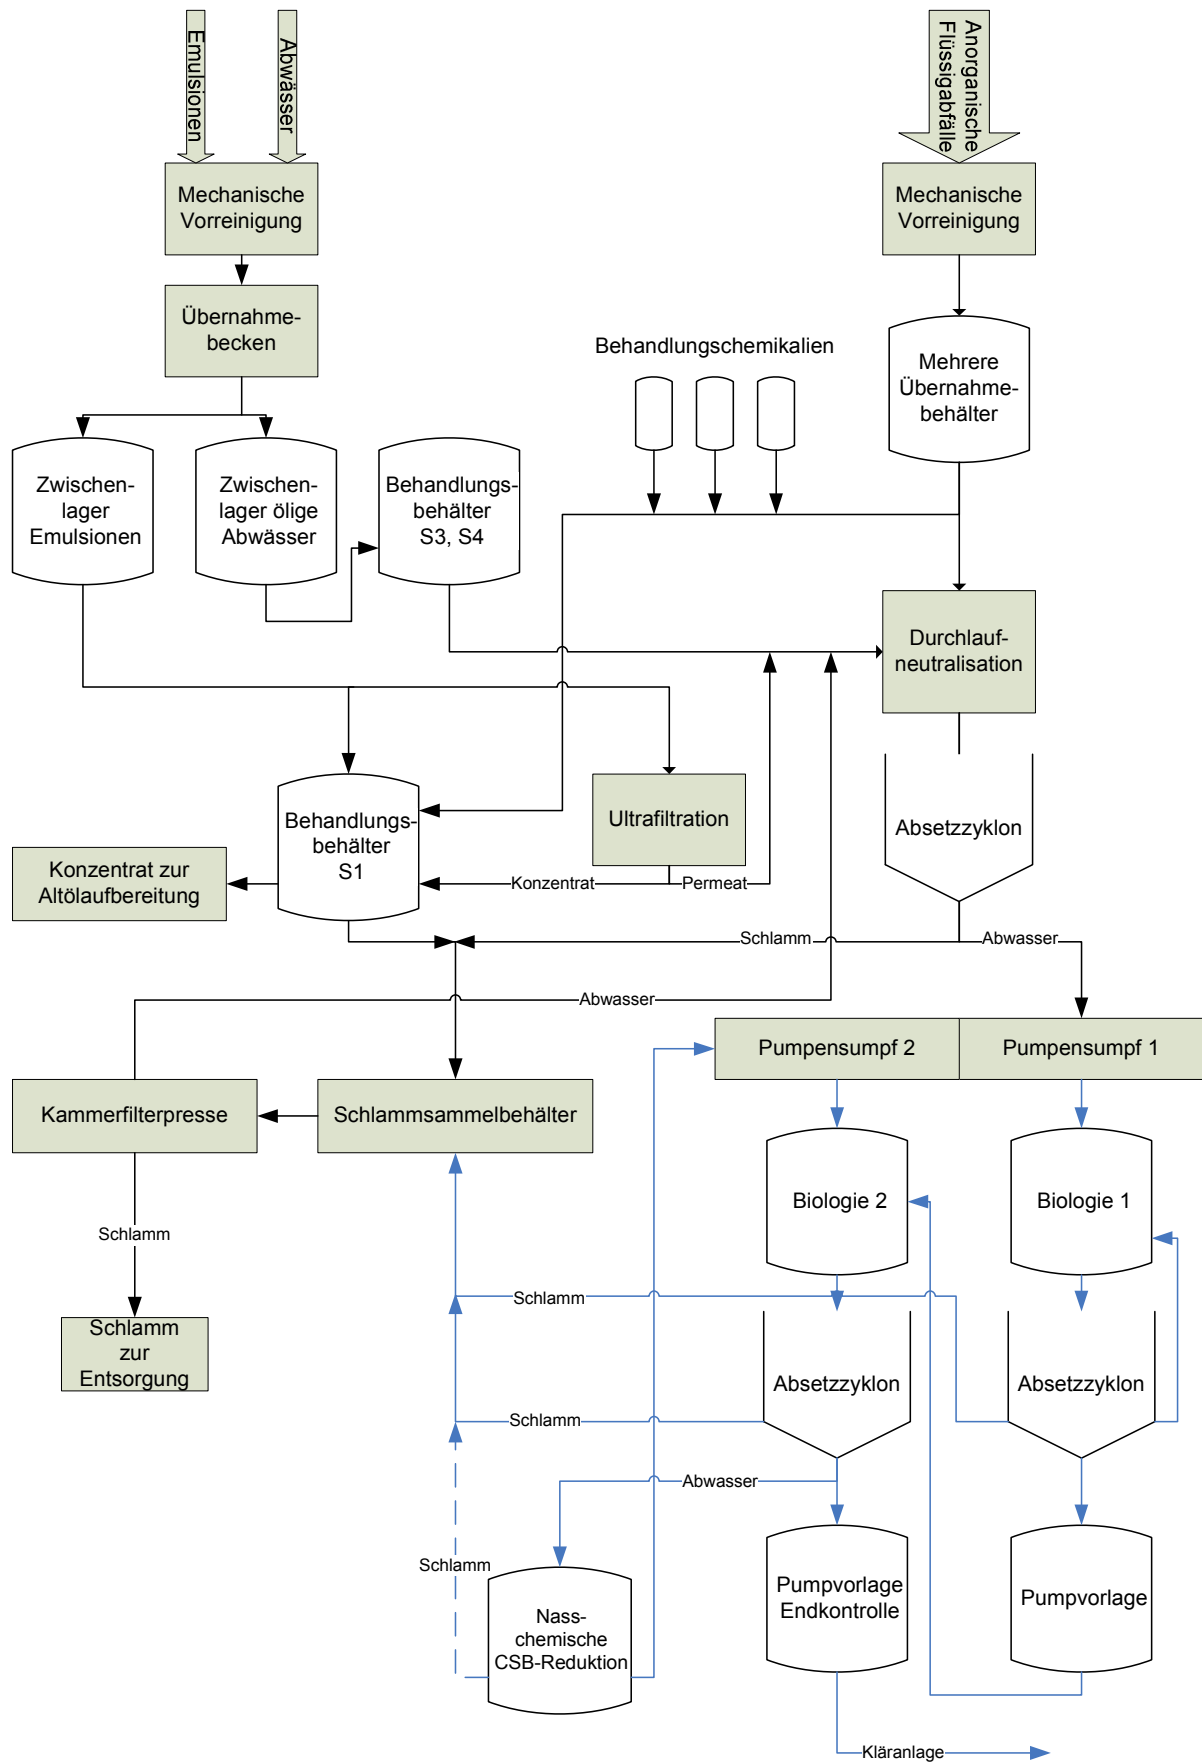 Emulsionen
Abwässer
Anorganische
Flüssigabfälle
Mechanische
Vorreinigung
Mechanische
Vorreinigung
Übernahme-
becken
Behandlungschemikalien
Mehrere
Übernahme-
behälter
Zwischen-
lager
Emulsionen
Zwischen-
lager ölige
Abwässer
Behandlungs-
behälter
S3, S4
Durchlauf-
neutralisation
Behandlungs-
behälter
S1
Ultrafiltration
Absetzzyklon
Konzentrat zur
Altölaufbereitung
Konzentrat
Permeat
Schlamm
Abwasser
Abwasser
Pumpensumpf 2
Pumpensumpf 1
Kammerfilterpresse
Schlammsammelbehälter
Biologie 2
Biologie 1
Schlamm
Schlamm
Schlamm
zur
Entsorgung
Absetzzyklon
Absetzzyklon
Schlamm
Abwasser
Schlamm
Nass-
chemische
CSB-Reduktion
Pumpvorlage
Endkontrolle
Pumpvorlage
Kläranlage